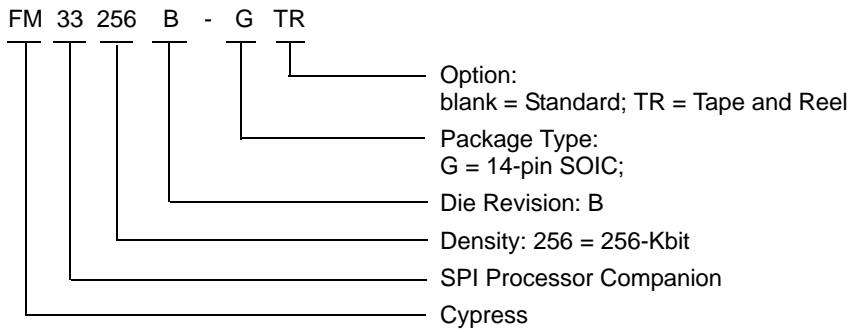 FM 33 256 B - G TR
Option:
blank = Standard; TR = Tape and Reel
Package Type:
G = 14-pin SOIC;
Die Revision: B
Density: 256 = 256-Kbit
SPI Processor Companion
Cypress